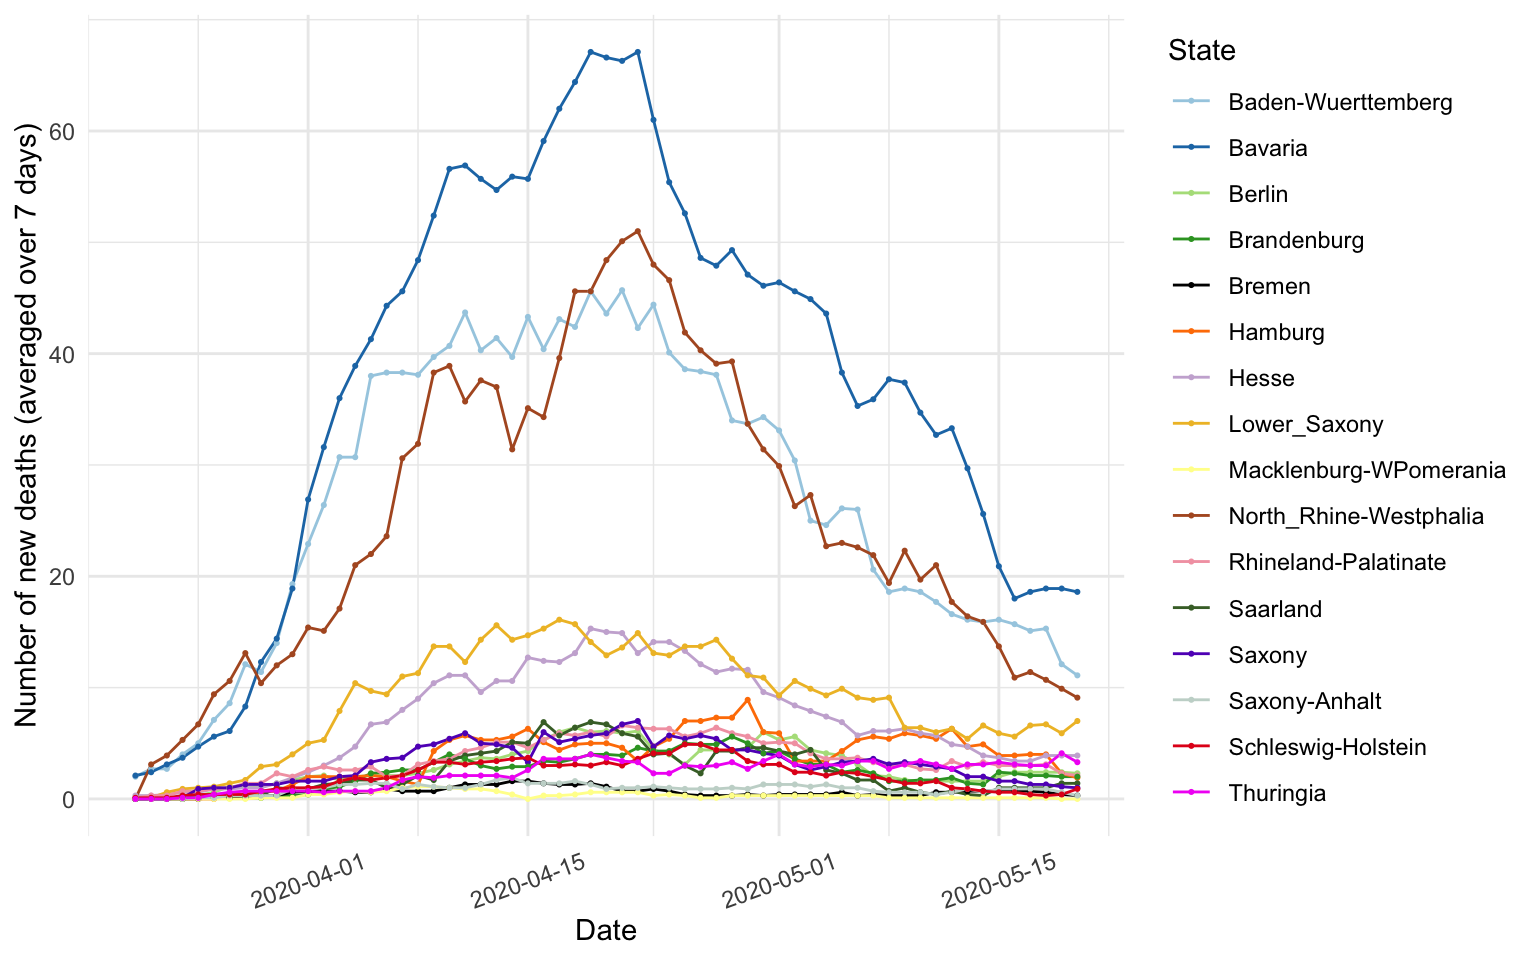 Number of new deaths (averaged over 7 days)
60
40
20
0
2020-04-01
2020-04-15
2020-05-01
2020-05-15
Date
State
Baden-Wuerttemberg
Bavaria
Berlin
Brandenburg
Bremen
Hamburg
Hesse
Lower_Saxony
Macklenburg-WPomerania
North_Rhine-Westphalia
Rhineland-Palatinate
Saarland
Saxony
Saxony-Anhalt
Schleswig-Holstein
Thuringia